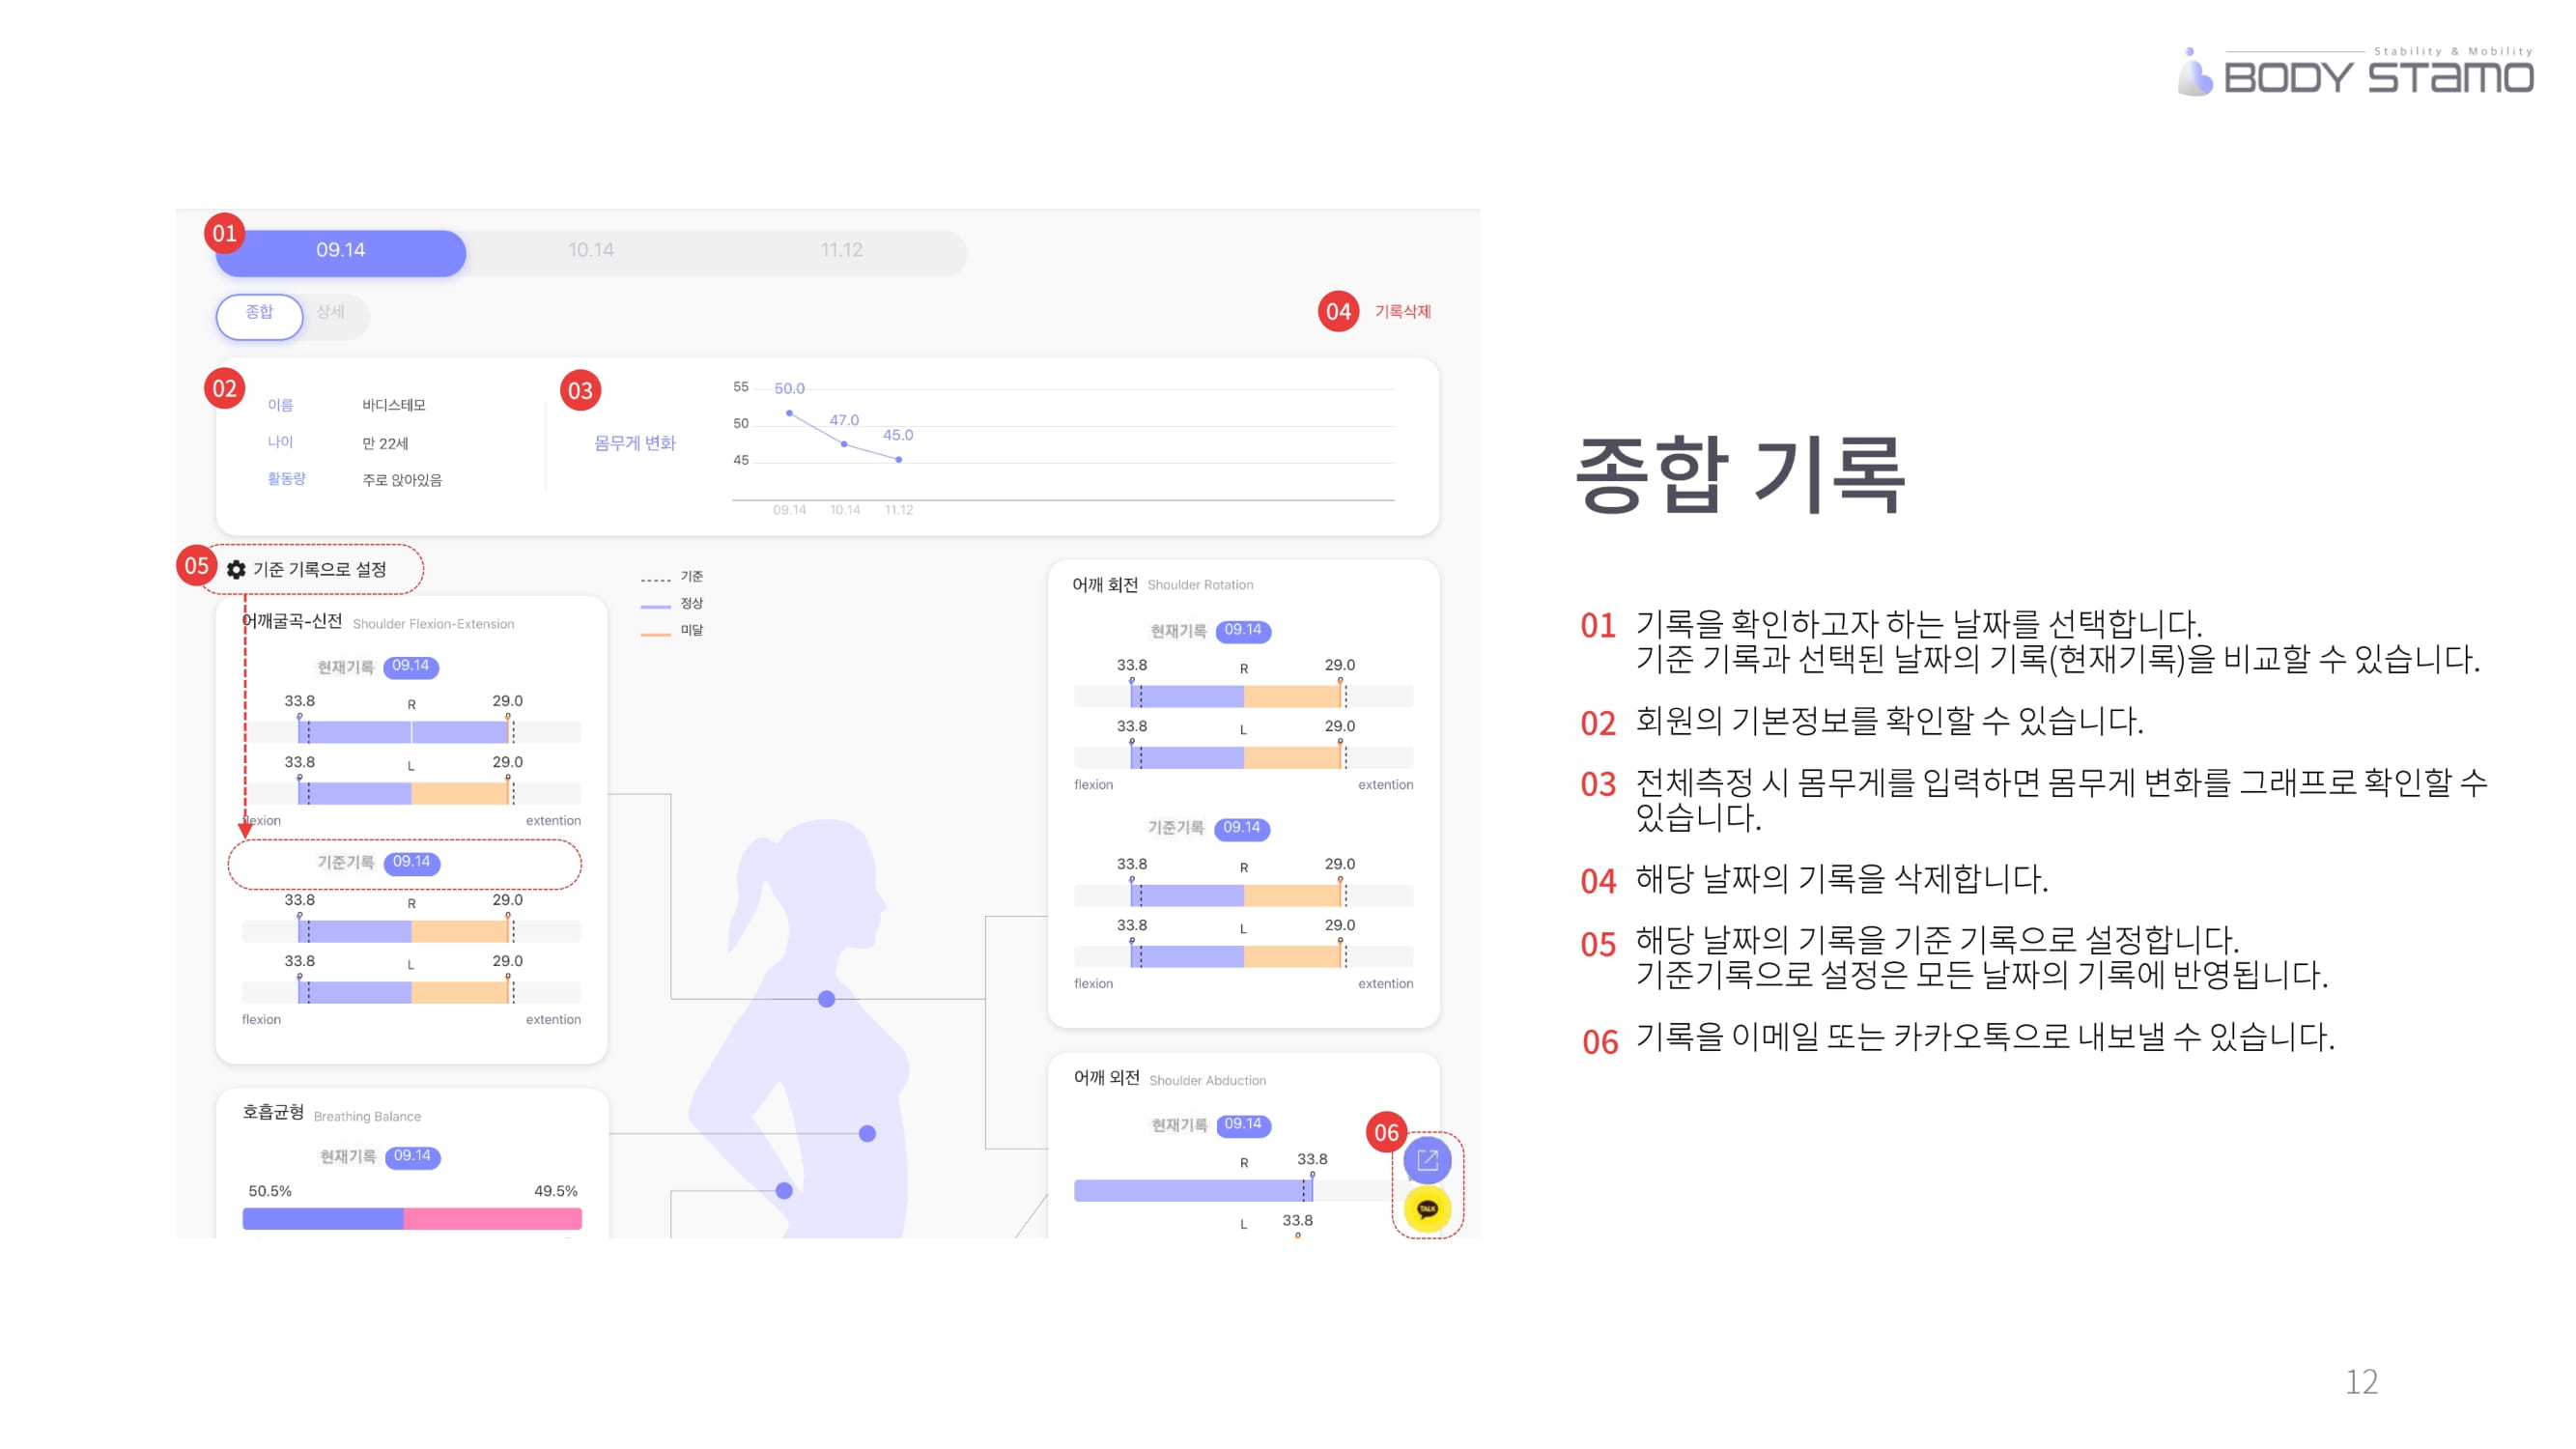 Stability & Mobility
BODY STAMO
01
09.14
10.14
11.12
종합
상세
04
기록삭제
02
이름
바디스테모
나이
만 22세
활동량
주로 앉아있음
03
몸무게 변화
55
50
45
50.0
47.0
45.0
09.14
10.14
11.12
05
기준 기록으로 설정
기준
정상
미달
어깨굴곡-신전 Shoulder Flexion-Extension
현재기록 09.14
33.8 R 29.0
33.8 L 29.0
flexion extention
기준기록 09.14
33.8 R 29.0
33.8 L 29.0
flexion extention
호흡균형 Breathing Balance
현재기록 09.14
50.5% 49.5%
어깨 회전 Shoulder Rotation
현재기록 09.14
33.8 R 29.0
33.8 L 29.0
flexion extention
기준기록 09.14
33.8 R 29.0
33.8 L 29.0
flexion extention
어깨 외전 Shoulder Abduction
현재기록 09.14
R 33.8
L 33.8
06
TALK
종합 기록
01 기록을 확인하고자 하는 날짜를 선택합니다.
기준 기록과 선택된 날짜의 기록(현재기록)을 비교할 수 있습니다.
02 회원의 기본정보를 확인할 수 있습니다.
03 전체측정 시 몸무게를 입력하면 몸무게 변화를 그래프로 확인할 수
있습니다.
04 해당 날짜의 기록을 삭제합니다.
05 해당 날짜의 기록을 기준 기록으로 설정합니다.
기준기록으로 설정은 모든 날짜의 기록에 반영됩니다.
06 기록을 이메일 또는 카카오톡으로 내보낼 수 있습니다.
12